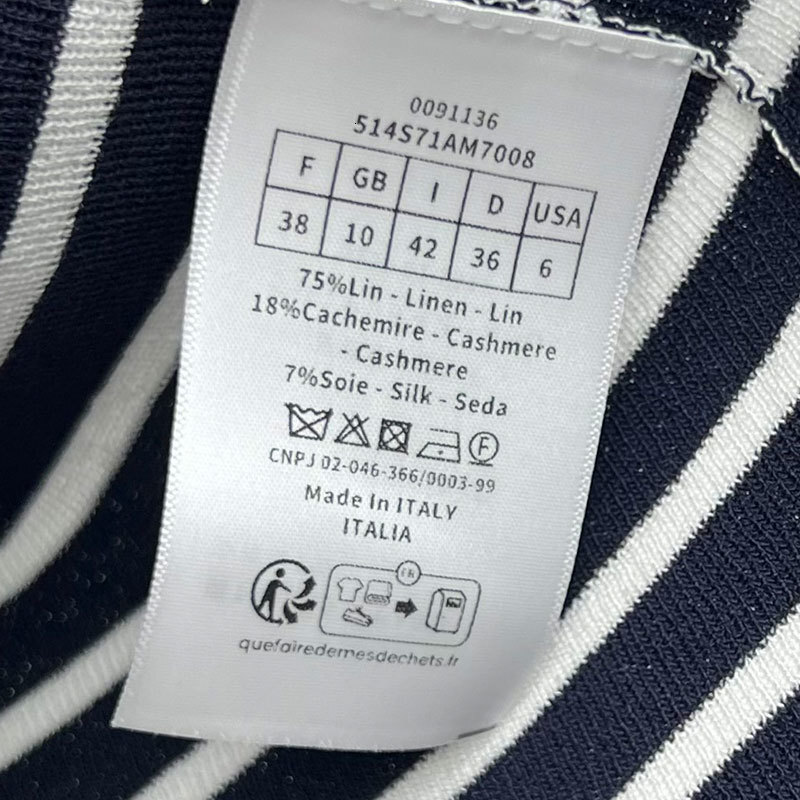 0091136
514S71AM7008
F GB I D USA
38 10 42 36 6
75%Lin - Linen - Lin
18%Cachemire - Cashmere
- Cashmere
7%Soie - Silk - Seda
F
CNPJ 02-046-366/0003-99
Made In ITALY
ITALIA
FR
quefairedemesdechets.fr